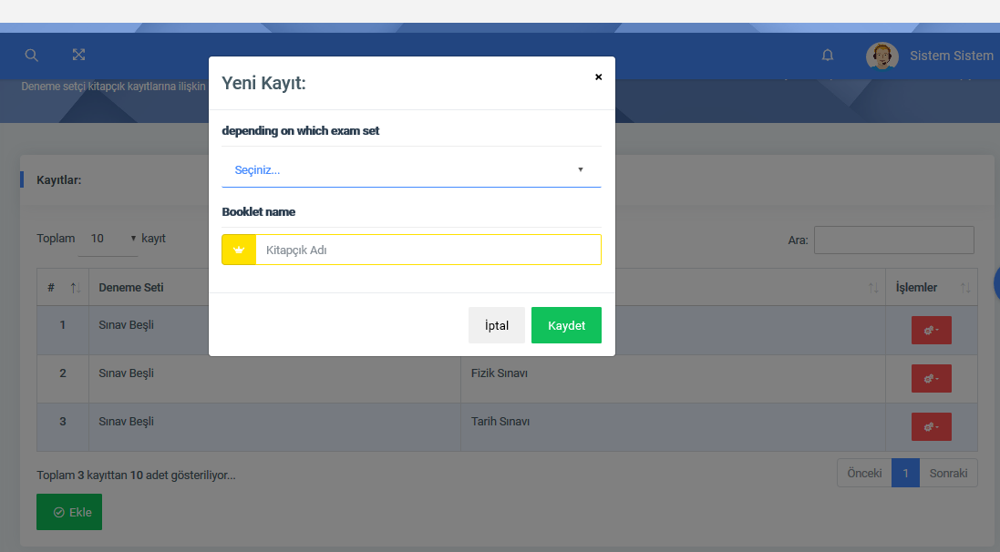 Sistem Sistem
Deneme setçi kitapçık kayıtlarına ilişkin
Yeni Kayıt:
×
depending on which exam set
Seçiniz...
Booklet name
Kitapçık Adı
İptal
Kaydet
Kayıtlar:
Toplam 10 kayıt
Ara:
# Deneme Seti İşlemler
1 Sınav Beşli
2 Sınav Beşli Fizik Sınavı
3 Sınav Beşli Tarih Sınavı
Toplam 3 kayıttan 10 adet gösteriliyor...
Önceki 1 Sonraki
Ekle